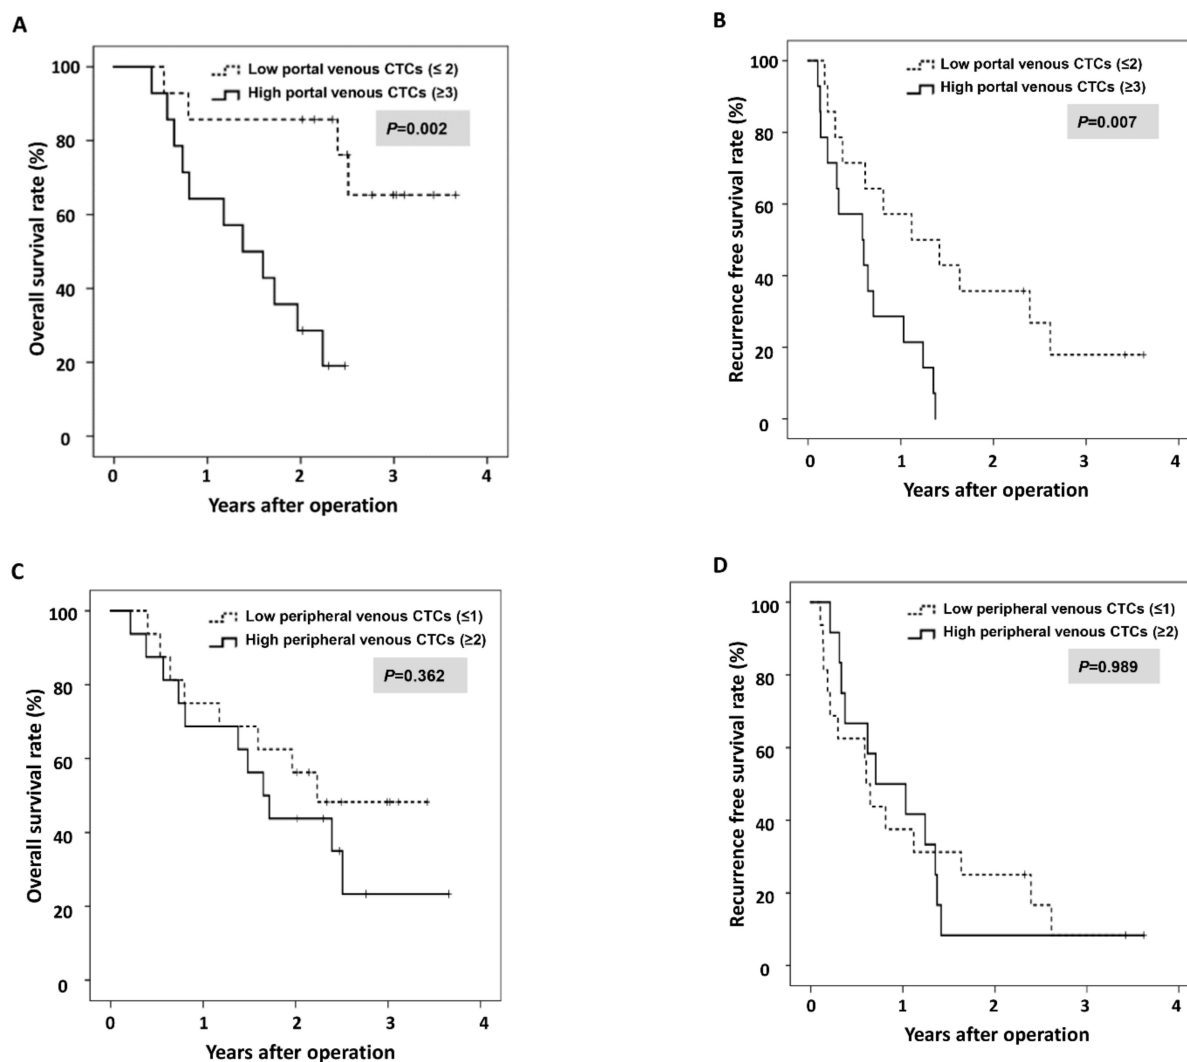 A
Low portal venous CTCs (≤ 2)
High portal venous CTCs (≥3)
P=0.002
Overall survival rate (%)
100
80
60
40
20
0
0 1 2 3 4
Years after operation
B
Low portal venous CTCs (≤2)
High portal venous CTCs (≥3)
P=0.007
Recurrence free survival rate (%)
100
80
60
40
20
0
0 1 2 3 4
Years after operation
C
Low peripheral venous CTCs (≤1)
High peripheral venous CTCs (≥2)
P=0.362
Overall survival rate (%)
100
80
60
40
20
0
0 1 2 3 4
Years after operation
D
Low peripheral venous CTCs (≤1)
High peripheral venous CTCs (≥2)
P=0.989
Recurrence free survival rate (%)
100
80
60
40
20
0
0 1 2 3 4
Years after operation